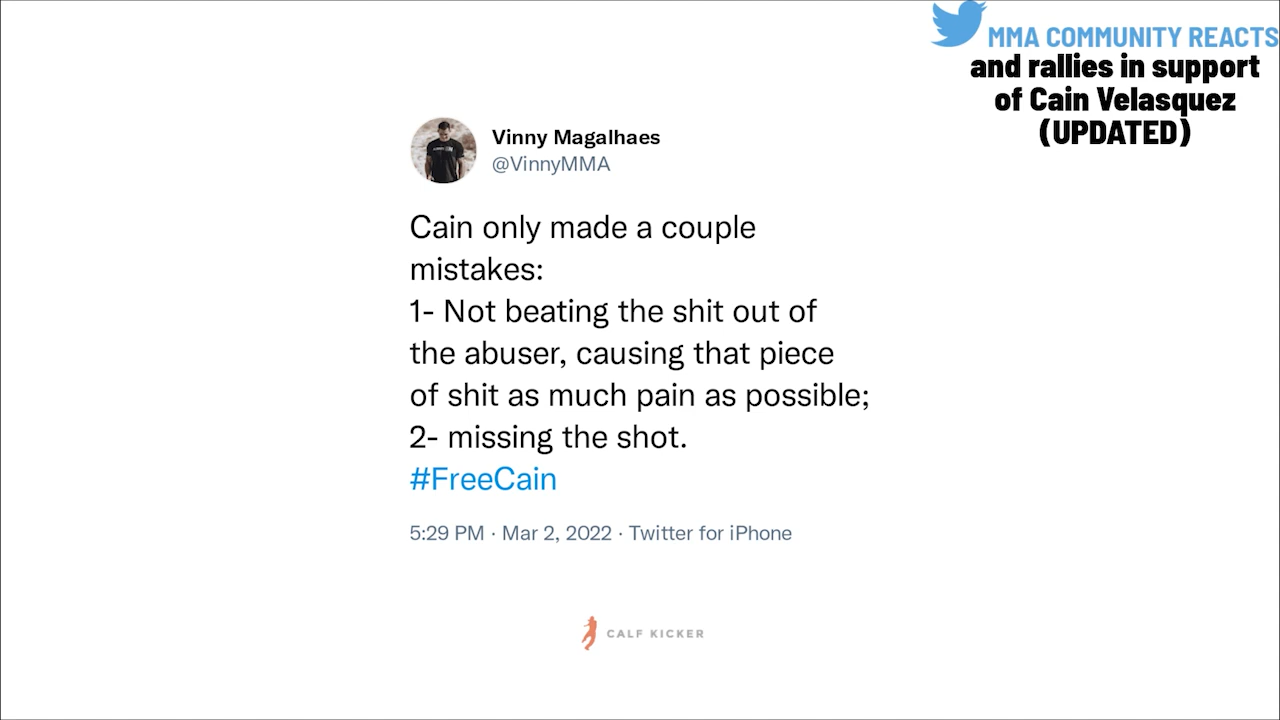 MMA COMMUNITY REACTS
and rallies in support
of Cain Velasquez
(UPDATED)
Vinny Magalhaes
@VinnyMMA
Cain only made a couple
mistakes:
1- Not beating the shit out of
the abuser, causing that piece
of shit as much pain as possible;
2- missing the shot.
#FreeCain
5:29 PM · Mar 2, 2022 · Twitter for iPhone
CALF KICKER